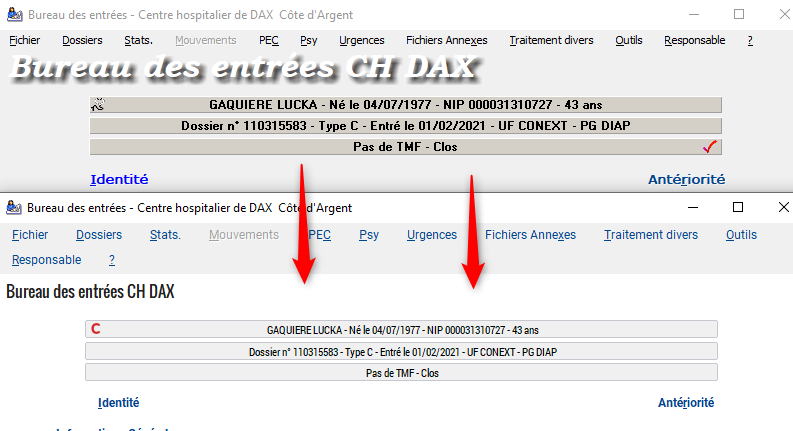 Bureau des entrées - Centre hospitalier de DAX Côte d'Argent
Fichier Dossiers Stats. Mouvements PEC Psy Urgences Fichiers Annexes Traitement divers Outils Responsable ?
Bureau des entrées CH DAX
GAQUIERE LUCKA - Né le 04/07/1977 - NIP 000031310727 - 43 ans
Dossier n° 110315583 - Type C - Entré le 01/02/2021 - UF CONEXT - PG DIAP
Pas de TMF - Clos
Identité Antériorité
Bureau des entrées - Centre hospitalier de DAX Côte d'Argent
Fichier Dossiers Stats. Mouvements PEC Psy Urgences Fichiers Annexes Traitement divers Outils
Responsable ?
Bureau des entrées CH DAX
C GAQUIERE LUCKA - Né le 04/07/1977 - NIP 000031310727 - 43 ans
Dossier n° 110315583 - Type C - Entré le 01/02/2021 - UF CONEXT - PG DIAP
Pas de TMF - Clos
Identité Antériorité